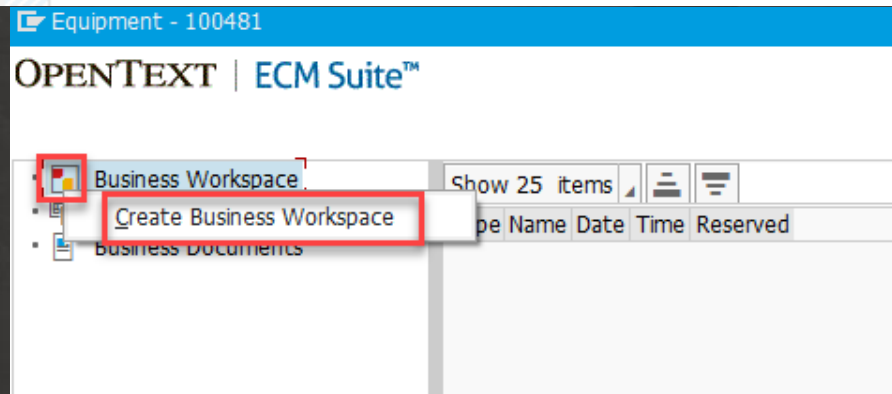 Equipment - 100481
OPENTEXT | ECM Suite™
Business Workspace
Show 25 items
Create Business Workspace
pe Name Date Time Reserved
Business Documents